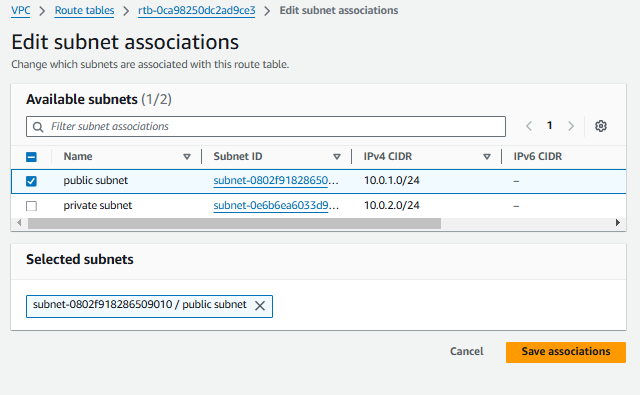 VPC > Route tables > rtb-0ca98250dc2ad9ce3 > Edit subnet associations
Edit subnet associations
Change which subnets are associated with this route table.
Available subnets (1/2)
Filter subnet associations
1
Name Subnet ID IPv4 CIDR IPv6 CIDR
public subnet subnet-0802f91828650... 10.0.1.0/24 –
private subnet subnet-0e6b6ea6033d9... 10.0.2.0/24 –
Selected subnets
subnet-0802f918286509010 / public subnet
Cancel Save associations